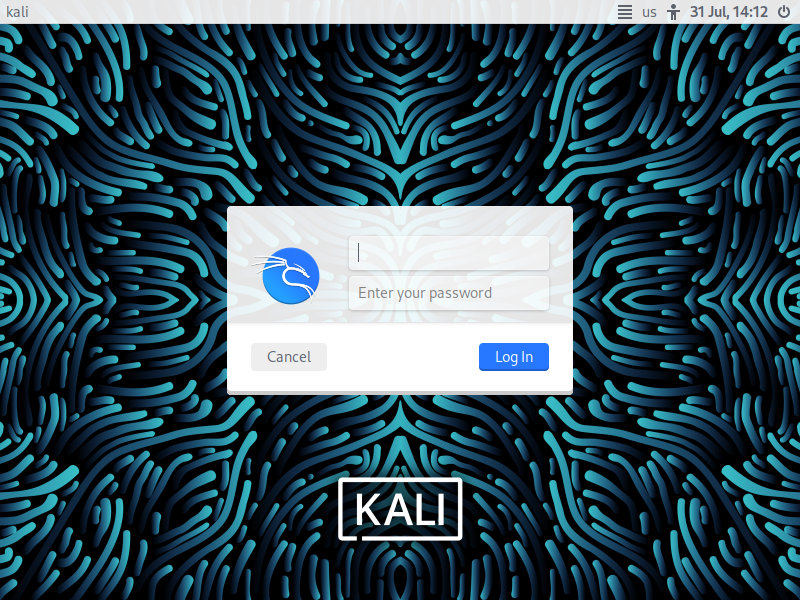 kali
us
31 Jul, 14:12
Enter your password
Cancel
Log In
KALI